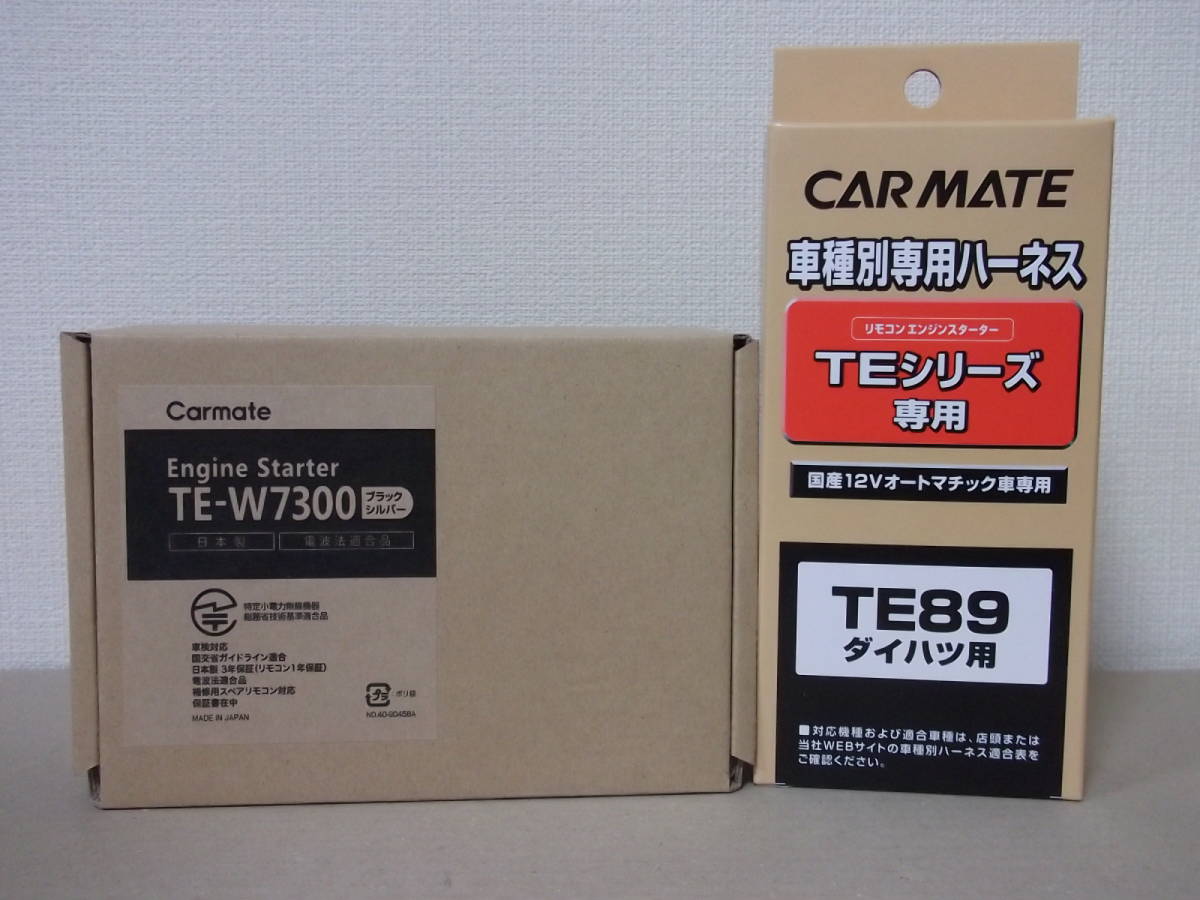 Carmate
Engine Starter
TE-W7300 ブラック
シルバー
日本製 電波法適合品
特定小電力無線機器
総務省技術基準適合品
車検対応
国交省ガイドライン適合
日本製 3年保証(リモコン1年保証)
電波法適合品
補修用スペアリモコン対応
保証書在中
MADE IN JAPAN
プラ :ポリ袋
CAR MATE
車種別専用ハーネス
リモコン エンジンスターター
TEシリーズ
専用
国産12Vオートマチック車専用
TE89
ダイハツ用
■対応機種および適合車種は、店頭または
当社WEBサイトの車種別ハーネス適合表を
ご確認ください。